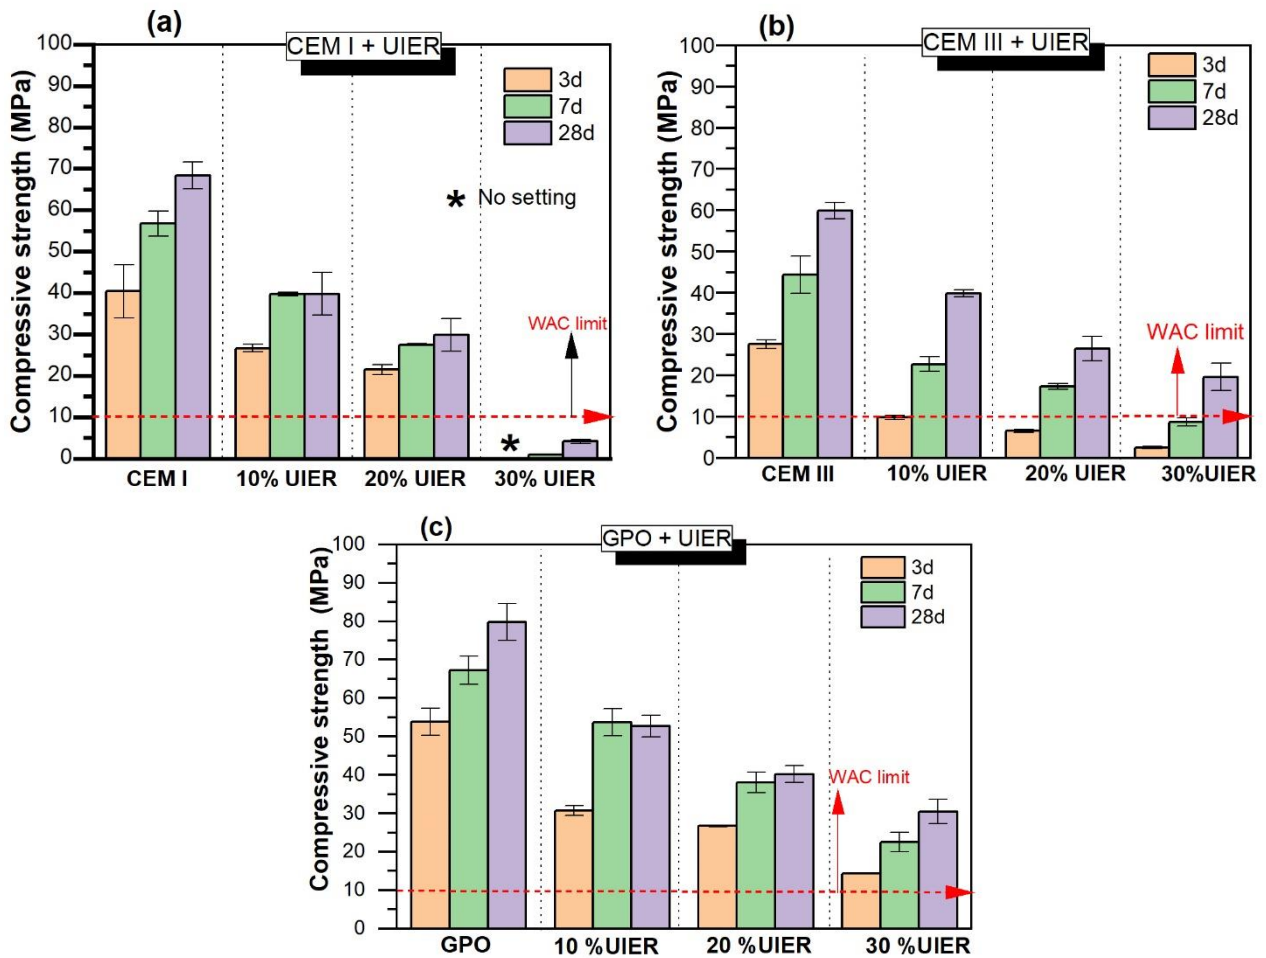 (a)
CEM I + UIER
Compressive strength (MPa)
100
90
80
70
60
50
40
30
20
10
0
3d
7d
28d
* No setting
WAC limit
*
CEM I
10% UIER
20% UIER
30% UIER
(b)
CEM III + UIER
Compressive strength (MPa)
100
90
80
70
60
50
40
30
20
10
0
3d
7d
28d
WAC limit
CEM III
10% UIER
20% UIER
30%UIER
(c)
GPO + UIER
Compressive strength (MPa)
100
90
80
70
60
50
40
30
20
10
0
3d
7d
28d
WAC limit
GPO
10 %UIER
20 %UIER
30 %UIER